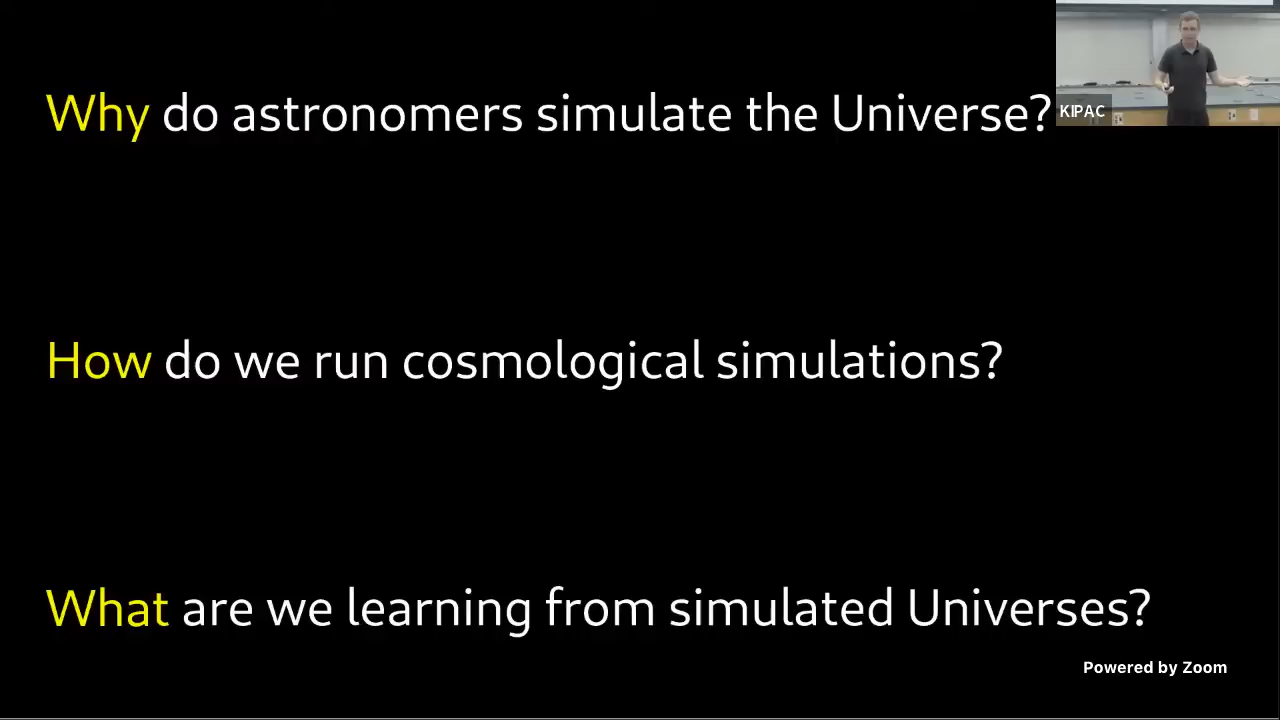 Why do astronomers simulate the Universe?
KIPAC
How do we run cosmological simulations?
What are we learning from simulated Universes?
Powered by Zoom